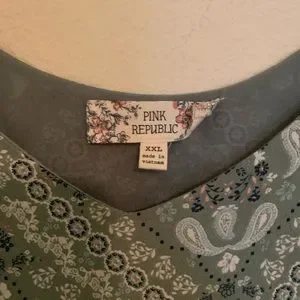 PINK
REPUBLIC
XXL
made in
vietnam